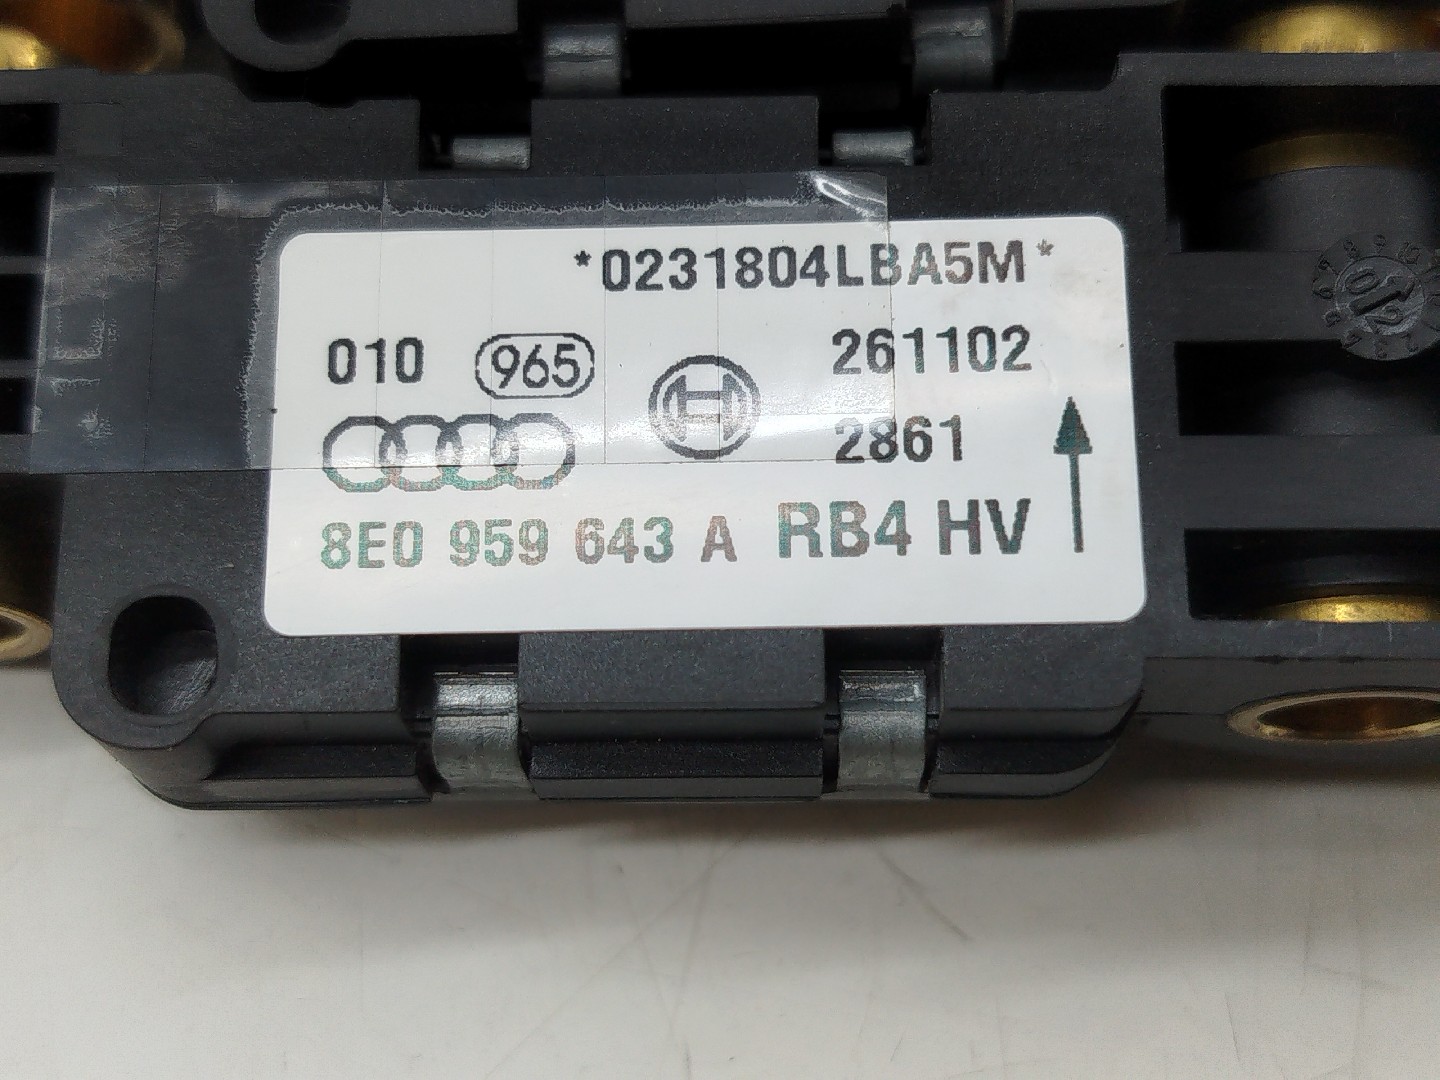 *0231804LBA5M*
010 965 261102
2861
8E0 959 643 A RB4 HV